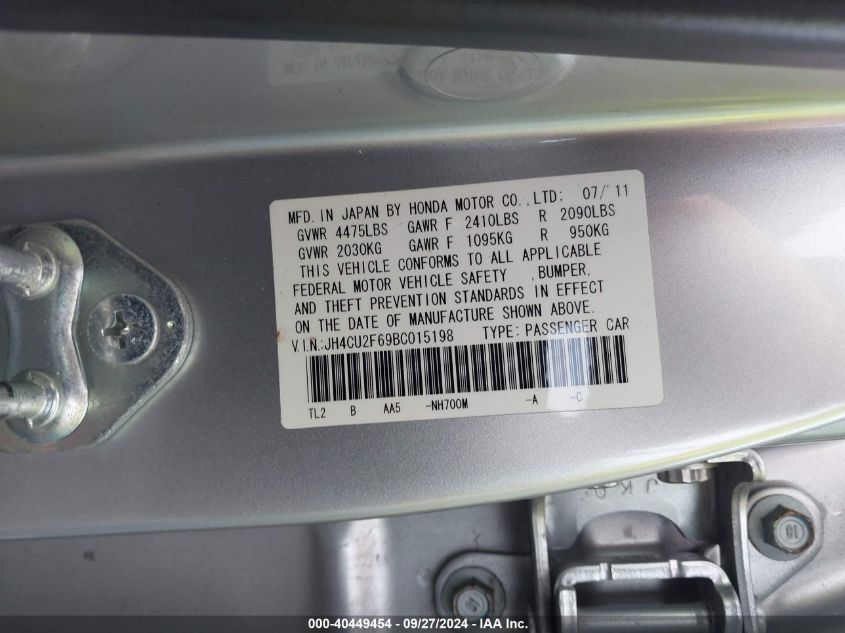 MFD. IN JAPAN BY HONDA MOTOR CO.,LTD; 07/'11
GVWR 4475LBS GAWR F 2410LBS R 2090LBS
GVWR 2030KG GAWR F 1095KG R 950KG
THIS VEHICLE CONFORMS TO ALL APPLICABLE
FEDERAL MOTOR VEHICLE SAFETY ,BUMPER,
AND THEFT PREVENTION STANDARDS IN EFFECT
ON THE DATE OF MANUFACTURE SHOWN ABOVE.
V.I.N.:JH4CU2F69BC015198 TYPE: PASSENGER CAR
TL2 B AA5 -NH700M -A -C
JKO
10
000-40449454 - 09/27/2024 - IAA Inc.